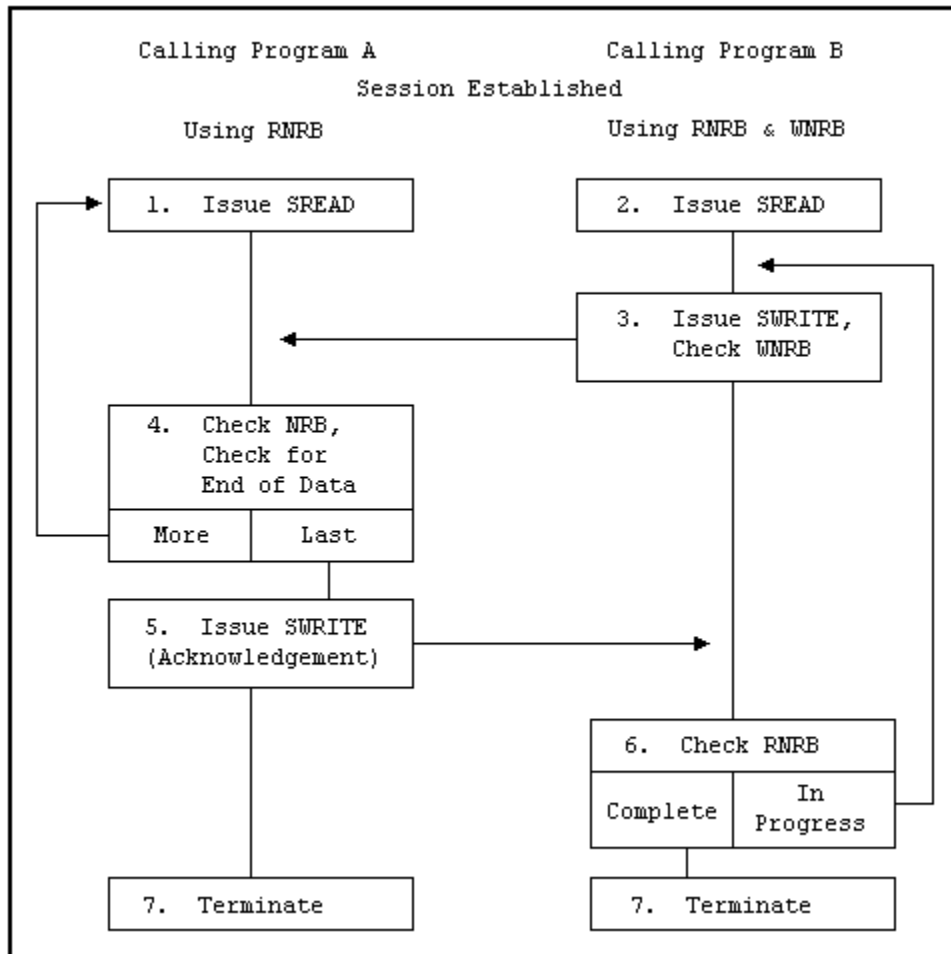 Calling Program A
Calling Program B
Session Established
Using RNRB
Using RNRB & WNRB
1. Issue SREAD
2. Issue SREAD
3. Issue SWRITE,
Check WNRB
4. Check NRB,
Check for
End of Data
More
Last
5. Issue SWRITE
(Acknowledgement)
6. Check RNRB
Complete
In
Progress
7. Terminate
7. Terminate